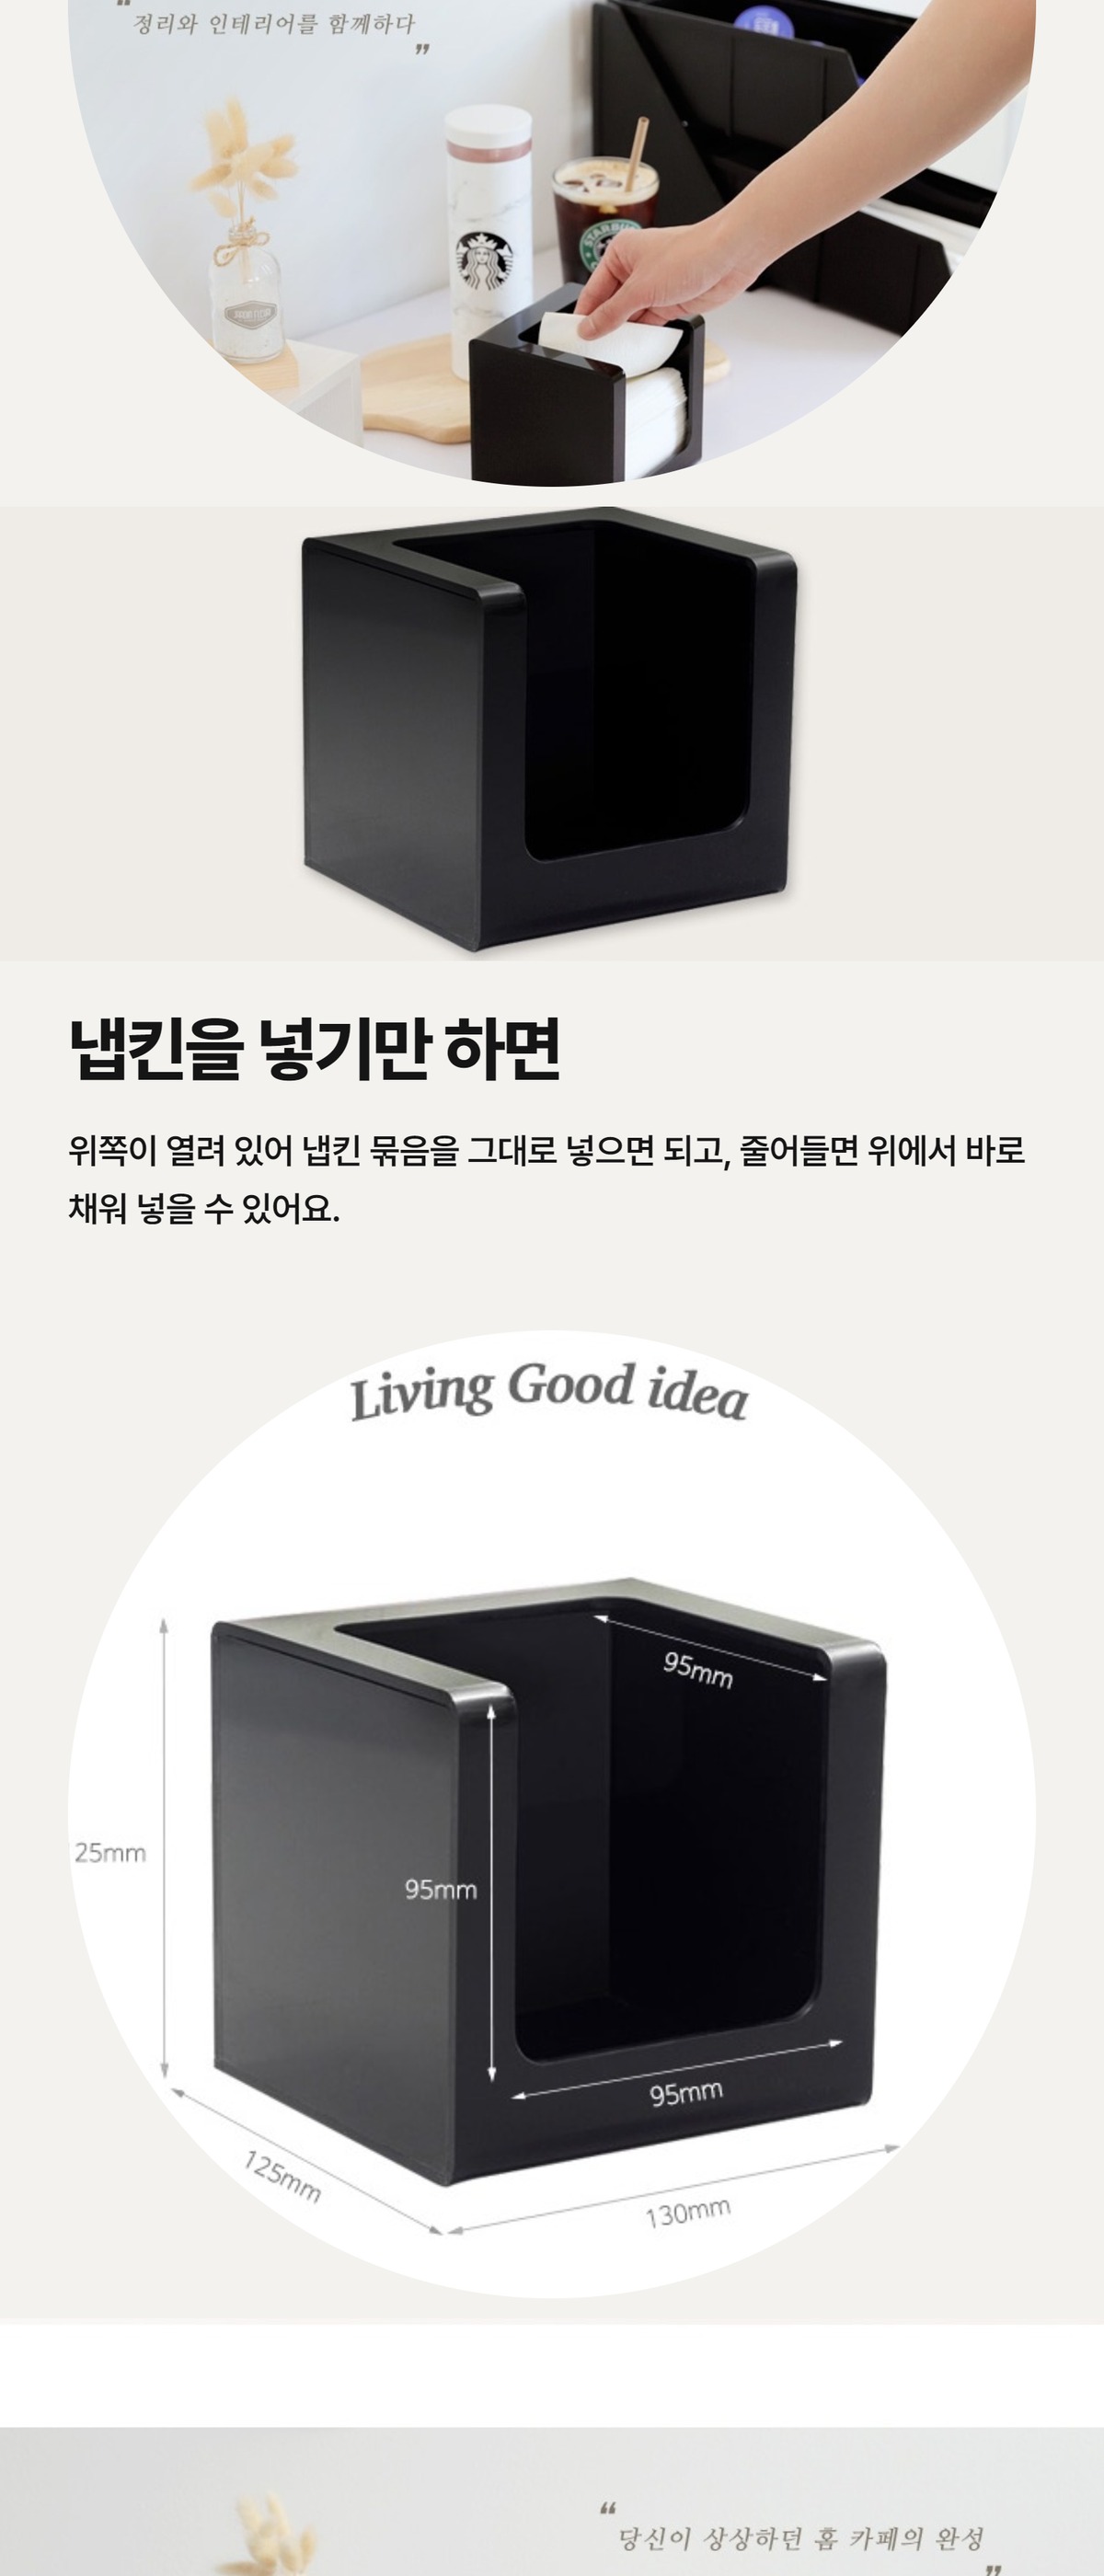 ❝
정리와 인테리어를 함께하다
❞
냅킨을 넣기만 하면
위쪽이 열려 있어 냅킨 묶음을 그대로 넣으면 되고, 줄어들면 위에서 바로
채워 넣을 수 있어요.
Living Good idea
95mm
25mm
95mm
95mm
125mm
130mm
❝
당신이 상상하던 홈 카페의 완성
❞